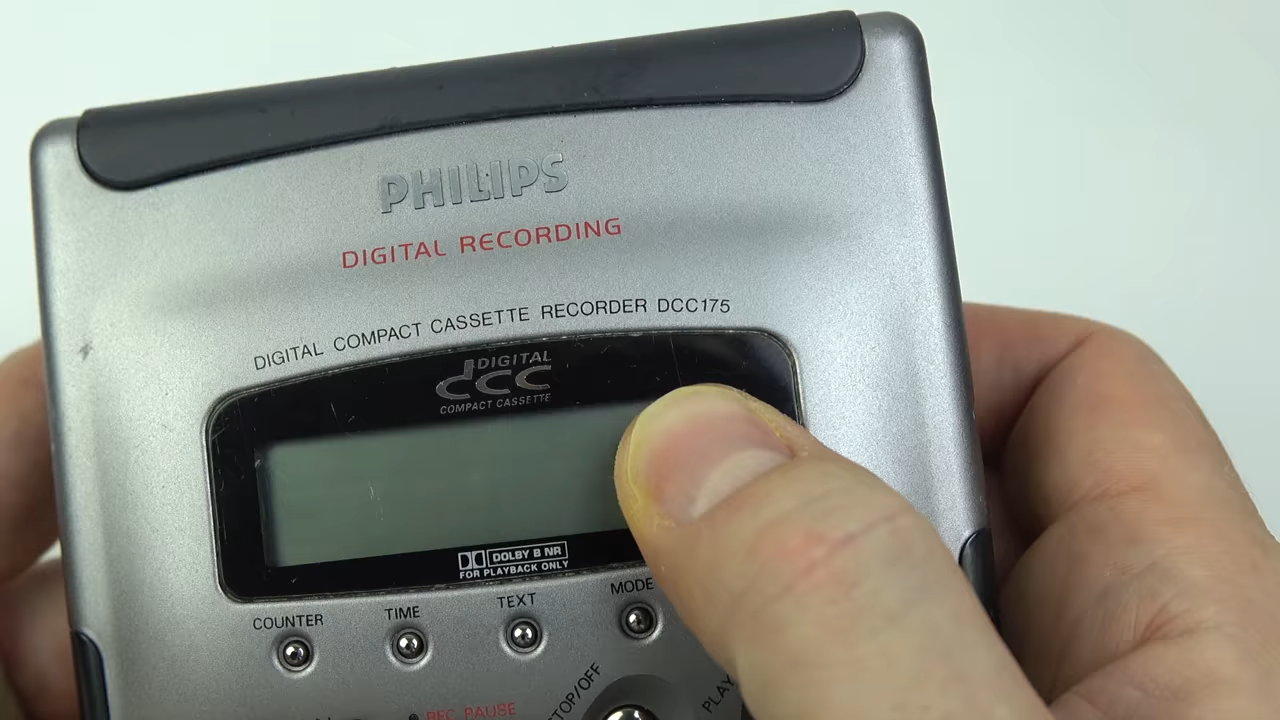 PHILIPS
DIGITAL RECORDING
DIGITAL COMPACT CASSETTE RECORDER DCC175
DIGITAL
dcc
COMPACT CASSETTE
DOLBY B NR
FOR PLAYBACK ONLY
COUNTER TIME TEXT MODE
REC PAUSE
TOP/OFF
PLAY